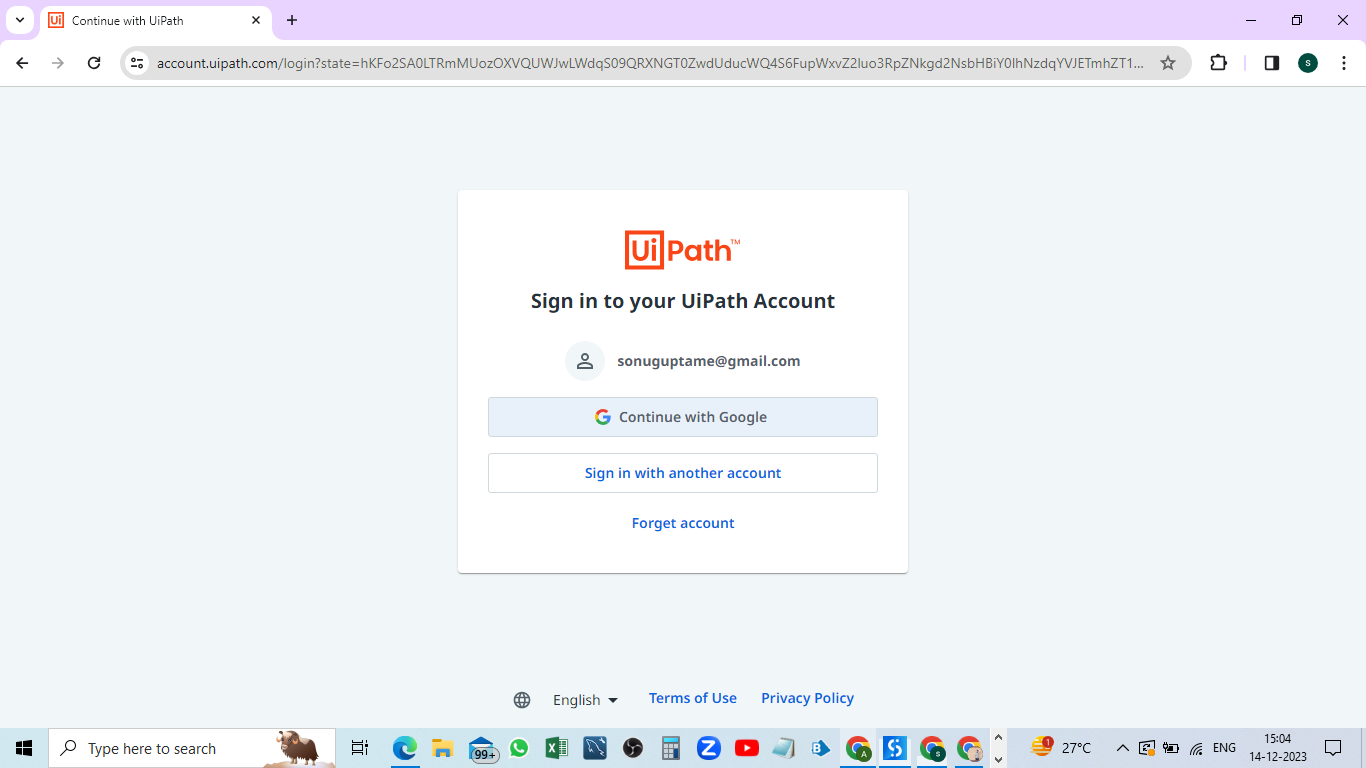 Ui Continue with UiPath
account.uipath.com/login?state=hKFo2SA0LTRmMUozOXVQUWJwLWdqS09QRXNGT0ZwdUducWQ4S6FupWxvZ2luo3RpZNkgd2NsbHBiY0lhNzdqYVJETmhZT1...
s
UiPath™
Sign in to your UiPath Account
sonuguptame@gmail.com
Continue with Google
Sign in with another account
Forget account
English
Terms of Use
Privacy Policy
Type here to search
99+
A
s
1
27°C
ENG
15:04
14-12-2023